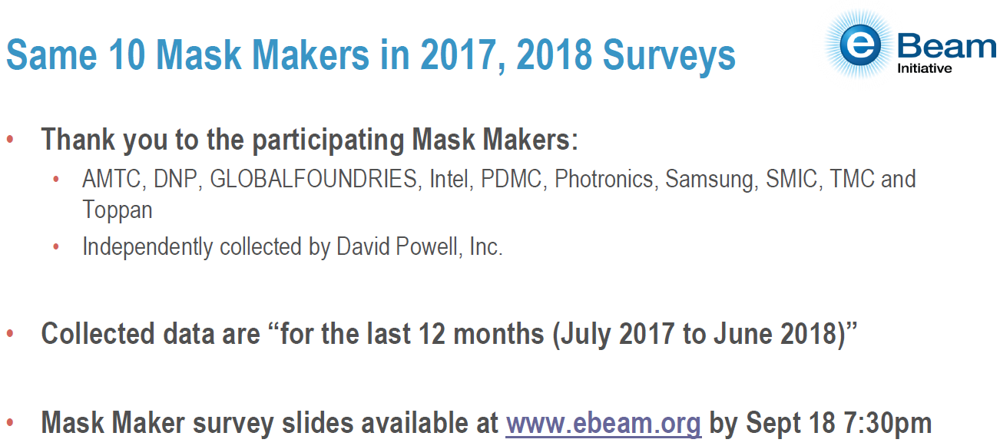 Same 10 Mask Makers in 2017, 2018 Surveys
e Beam
Initiative
• Thank you to the participating Mask Makers:
• AMTC, DNP, GLOBALFOUNDRIES, Intel, PDMC, Photronics, Samsung, SMIC, TMC and
Toppan
• Independently collected by David Powell, Inc.
• Collected data are “for the last 12 months (July 2017 to June 2018)”
• Mask Maker survey slides available at www.ebeam.org by Sept 18 7:30pm